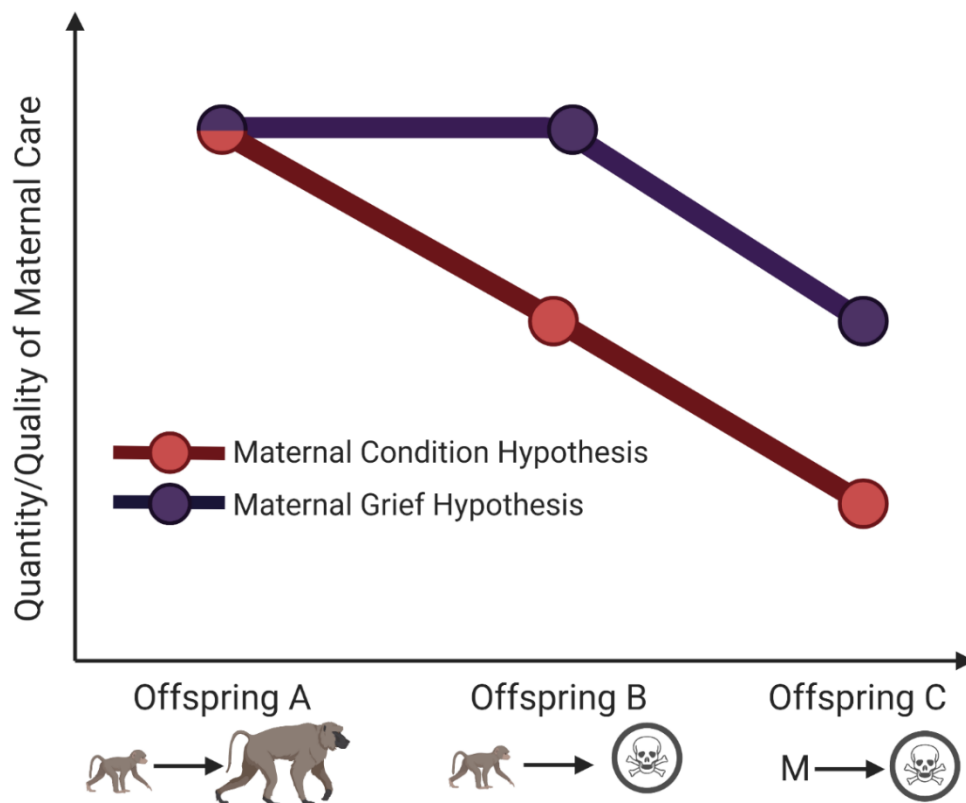 Quantity/Quality of Maternal Care
Maternal Condition Hypothesis
Maternal Grief Hypothesis
Offspring A Offspring B Offspring C
M